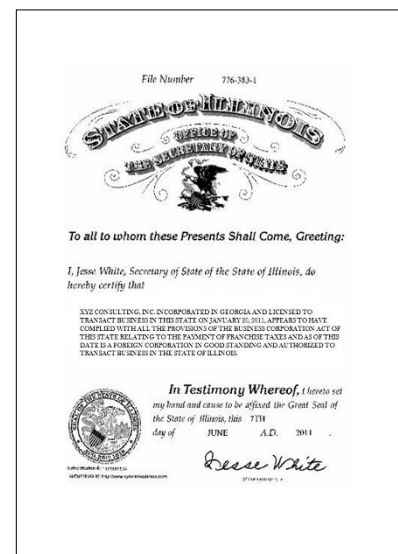 File Number 776-383-1
STATE OF ILLINOIS
OFFICE OF
THE SECRETARY OF STATE
To all to whom these Presents Shall Come, Greeting:
I, Jesse White, Secretary of State of the State of Illinois, do
hereby certify that
XYZ CONSULTING, INC. INCORPORATED IN GEORGIA AND LICENSED TO
TRANSACT BUSINESS IN THIS STATE ON JANUARY 20, 2011, APPEARS TO HAVE
COMPLIED WITH ALL THE PROVISIONS OF THE BUSINESS CORPORATION ACT OF
THIS STATE RELATING TO THE PAYMENT OF FRANCHISE TAXES AND AS OF THIS
DATE IS A FOREIGN CORPORATION IN GOOD STANDING AND AUTHORIZED TO
TRANSACT BUSINESS IN THE STATE OF ILLINOIS.
In Testimony Whereof, I hereto set
my hand and cause to be affixed the Great Seal of
the State of Illinois, this 7TH
day of JUNE A.D. 2011 .
Jesse White
SECRETARY OF STATE